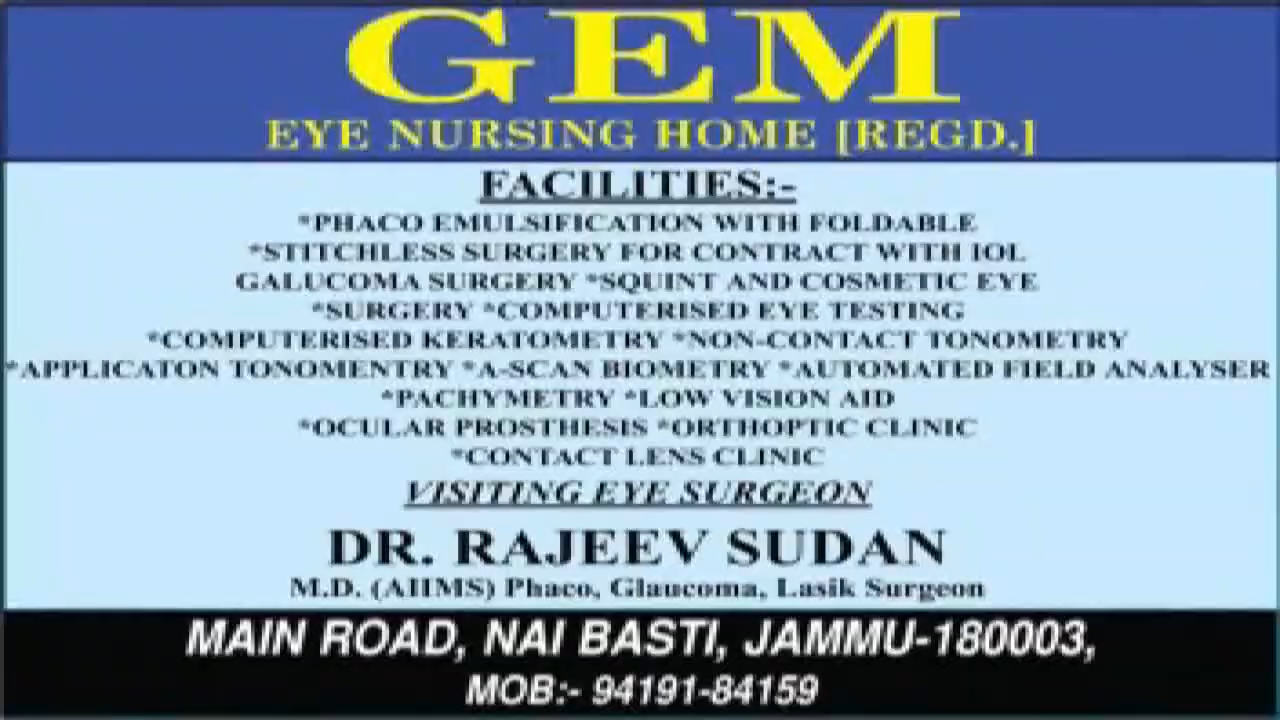 GEM
EYE NURSING HOME [REGD.]
FACILITIES:-
*PHACO EMULSIFICATION WITH FOLDABLE
*STITCHLESS SURGERY FOR CONTRACT WITH IOL
GALUCOMA SURGERY *SQUINT AND COSMETIC EYE
*SURGERY *COMPUTERISED EYE TESTING
*COMPUTERISED KERATOMETRY *NON-CONTACT TONOMETRY
*APPLICATON TONOMENTRY *A-SCAN BIOMETRY *AUTOMATED FIELD ANALYSER
*PACHYMETRY *LOW VISION AID
*OCULAR PROSTHESIS *ORTHOPTIC CLINIC
*CONTACT LENS CLINIC
VISITING EYE SURGEON
DR. RAJEEV SUDAN
M.D. (AIIMS) Phaco, Glaucoma, Lasik Surgeon
MAIN ROAD, NAI BASTI, JAMMU-180003,
MOB:- 94191-84159